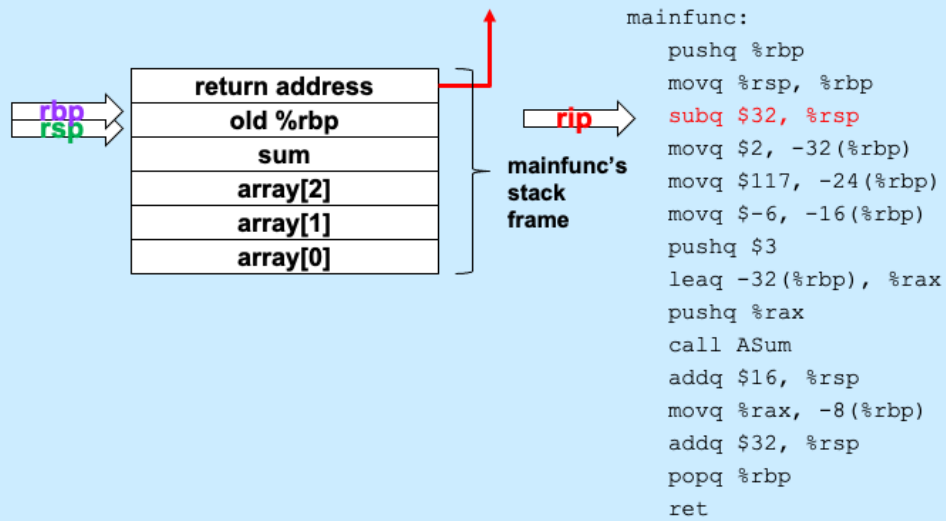 return address
old %rbp
sum
array[2]
array[1]
array[0]
rbp
rsp
mainfunc's
stack
frame
rip
mainfunc:
pushq %rbp
movq %rsp, %rbp
subq $32, %rsp
movq $2, -32(%rbp)
movq $117, -24(%rbp)
movq $-6, -16(%rbp)
pushq $3
leaq -32(%rbp), %rax
pushq %rax
call ASum
addq $16, %rsp
movq %rax, -8(%rbp)
addq $32, %rsp
popq %rbp
ret